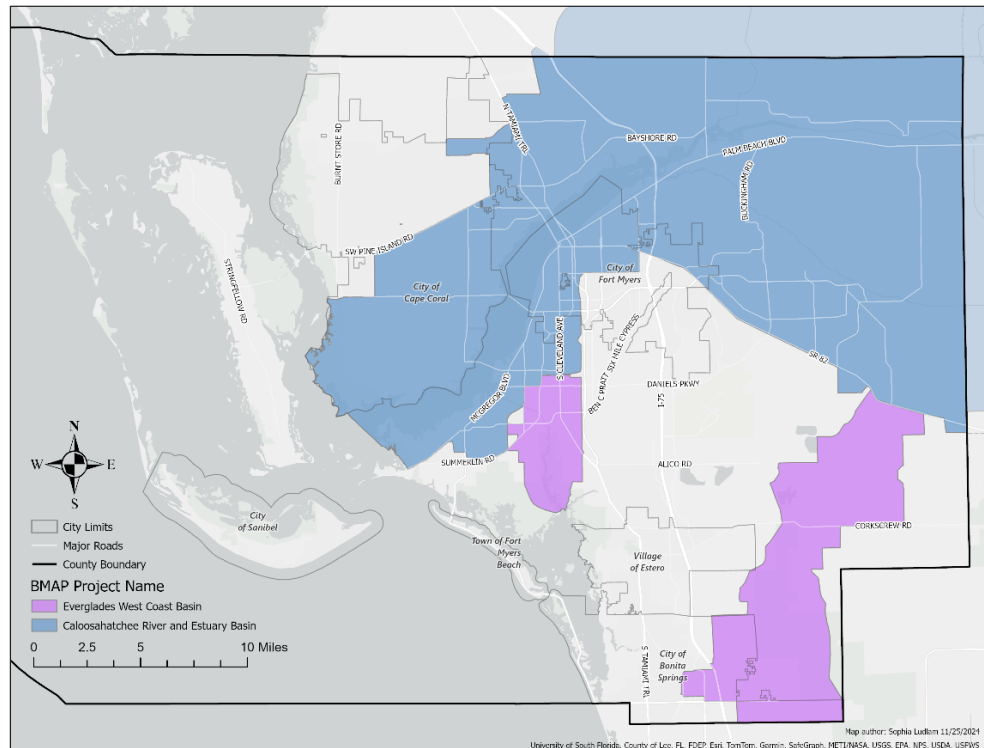 N TAMIAMI TRL
BAYSHORE RD
PALM BEACH BLVD
BURNT STORE RD
BUCKINGHAM RD
SW PINE ISLAND RD
STRINGFELLOW RD
City of
Cape Coral
City of
Fort Myers
S CLEVELAND AVE
BEN C PRATT SIX MILE CYPRESS
SR 82
MCGREGOR BLVD
DANIELS PKWY
I-75
SUMMERLIN RD
ALICO RD
N
W
E
S
City
of Sanibel
CORKSCREW RD
Town of Fort
Myers
Beach
Village
of Estero
City Limits
Major Roads
County Boundary
BMAP Project Name
Everglades West Coast Basin
Caloosahatchee River and Estuary Basin
0 2.5 5 10 Miles
S TAMIAMI TRL
City of
Bonita
Springs
Map author: Sophia Ludlam 11/25/2024
University of South Florida, County of Lee, FL, FDEP, Esri, TomTom, Garmin, SafeGraph, METI/NASA, USGS, EPA, NPS, USDA, USFWS